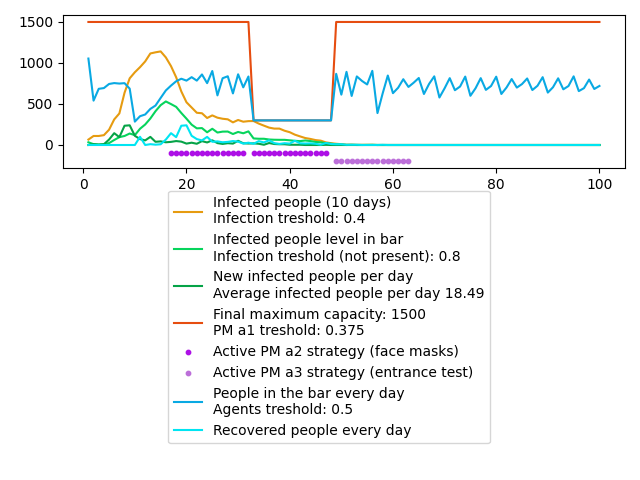 1500
1000
500
0
0 20 40 60 80 100
Infected people (10 days)
Infection treshold: 0.4
Infected people level in bar
Infection treshold (not present): 0.8
New infected people per day
Average infected people per day 18.49
Final maximum capacity: 1500
PM a1 treshold: 0.375
Active PM a2 strategy (face masks)
Active PM a3 strategy (entrance test)
People in the bar every day
Agents treshold: 0.5
Recovered people every day